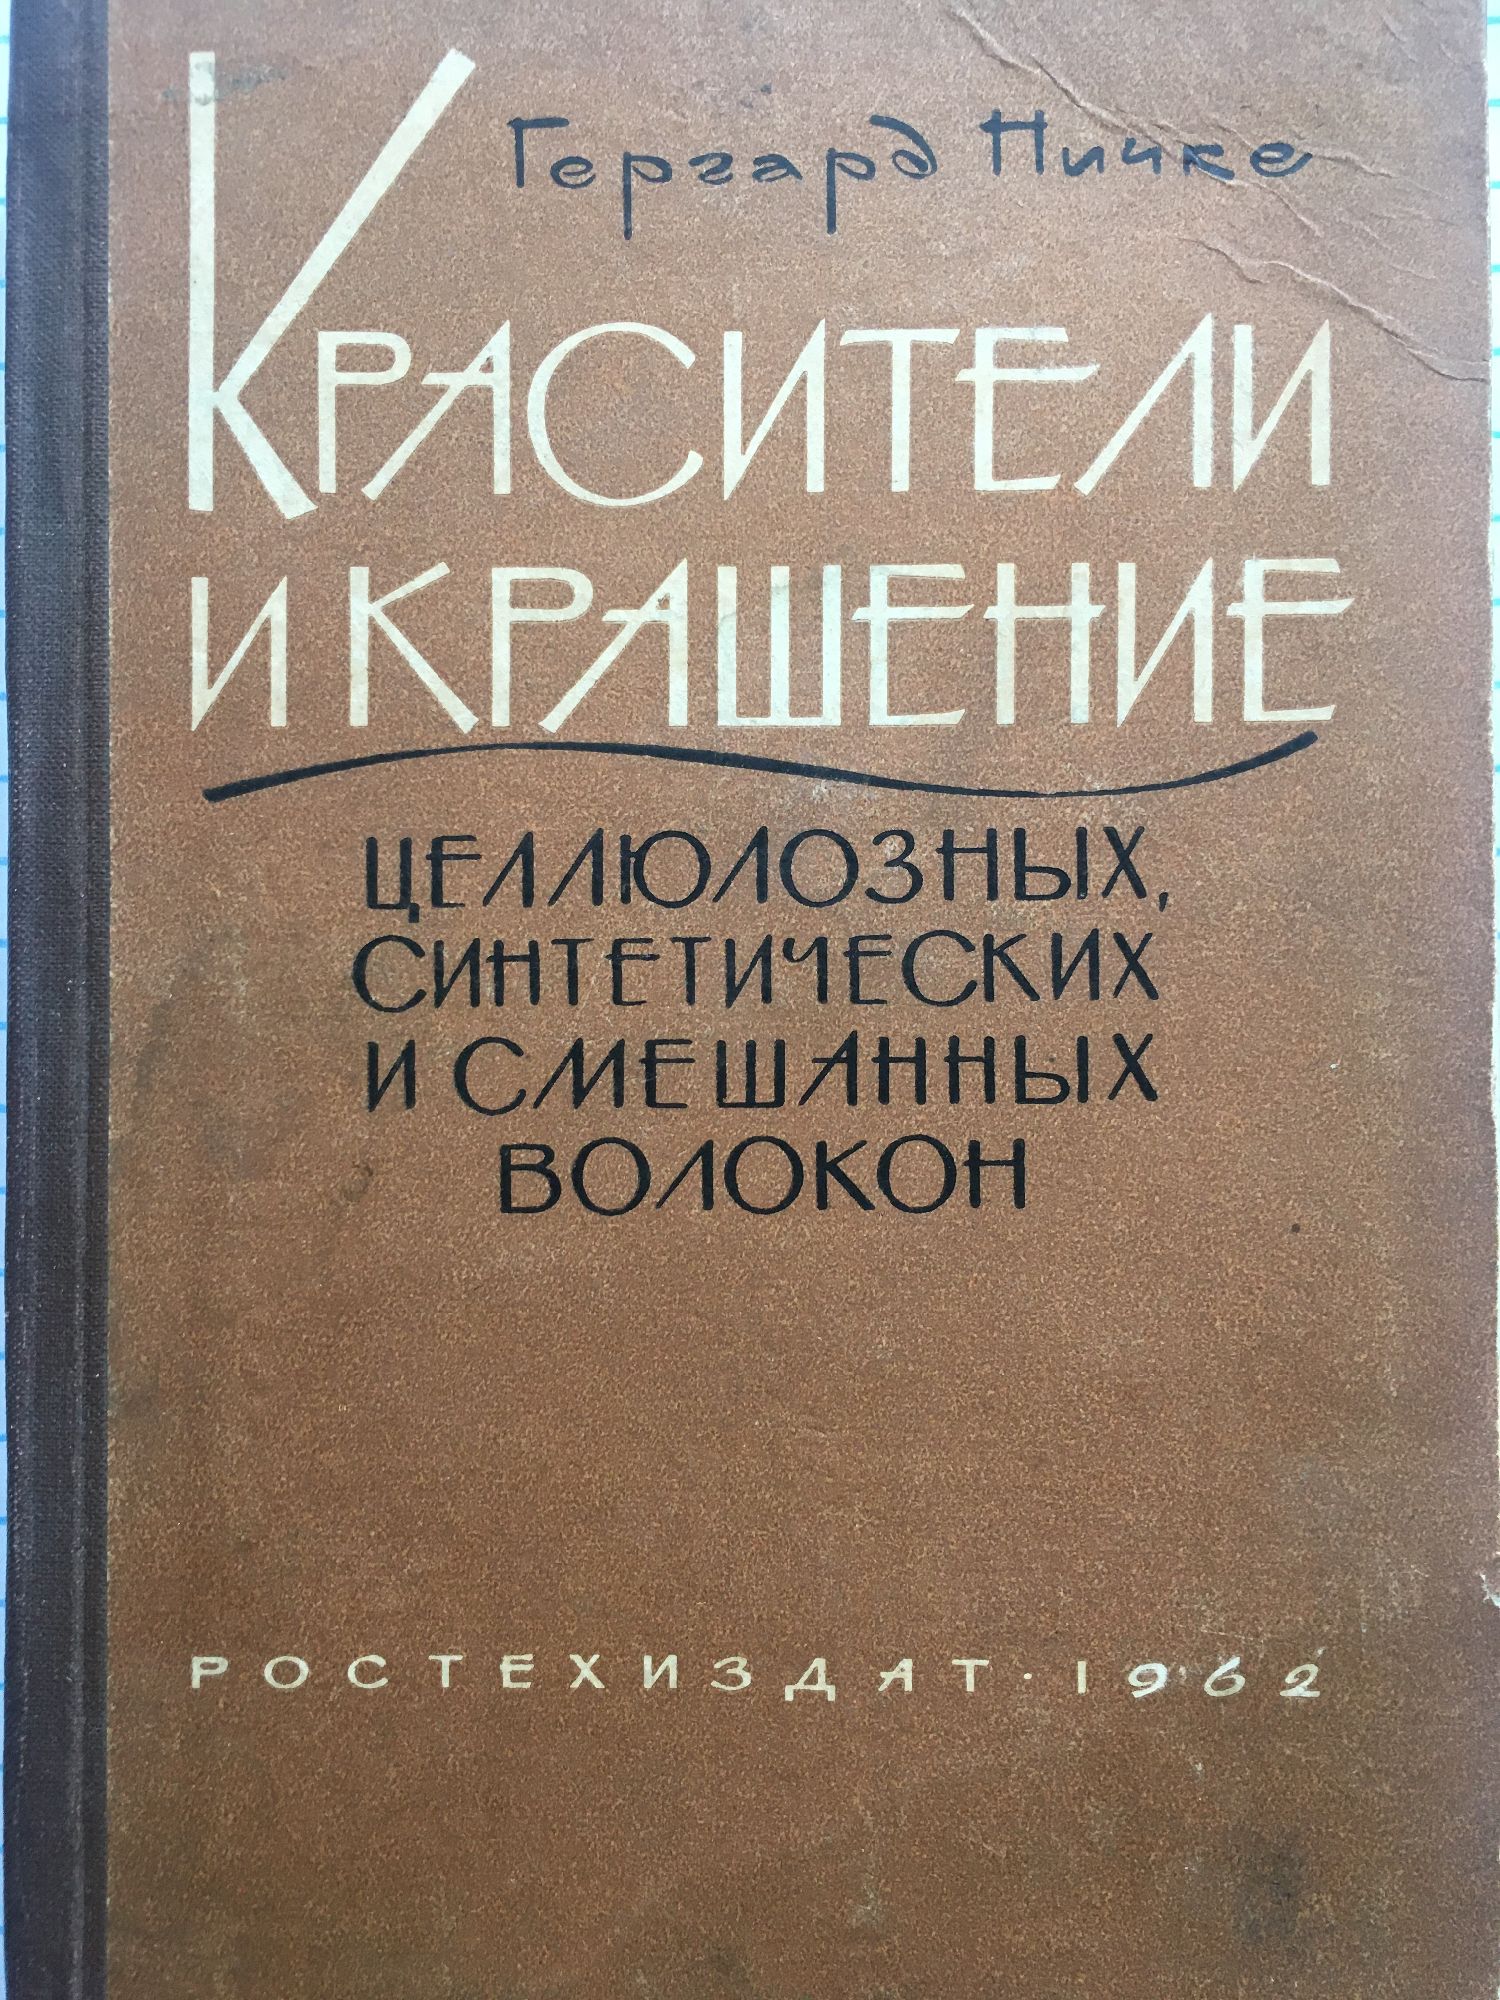 Гергард Ничке
КРАСИТЕЛИ
И КРАШЕНИЕ
ЦЕЛЛЮЛОЗНЫХ,
СИНТЕТИЧЕСКИХ
И СМЕШАННЫХ
ВОЛОКОН
РОСТЕХИЗДАТ · 1962